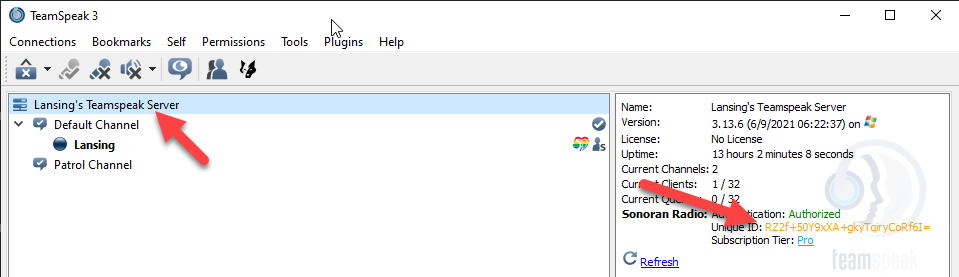 TeamSpeak 3
Connections Bookmarks Self Permissions Tools Plugins Help
Lansing's Teamspeak Server
Default Channel
Lansing
Patrol Channel
Name: Lansing's Teamspeak Server
Version: 3.13.6 (6/9/2021 06:22:37) on
License: No License
Uptime: 13 hours 2 minutes 8 seconds
Current Channels: 2
Current Clients: 1 / 32
Current 0 / 32
Sonoran Radio: Authorized
Unique ID: RZ2f+50Y9xXA+gkyTqiryCoRf6I=
Subscription Tier: Pro
Refresh
teamspeak